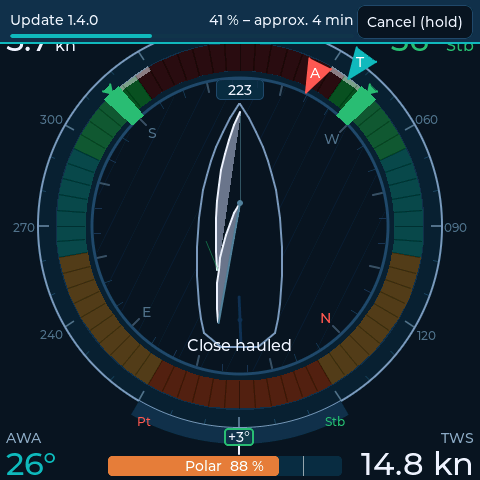 Update 1.4.0
41 % – approx. 4 min
Cancel (hold)
kn
Stb
A
T
223
300
060
S
W
270
090
E
N
240
120
Close hauled
Pt
Stb
+3°
AWA
TWS
26°
Polar 88 %
14.8 kn